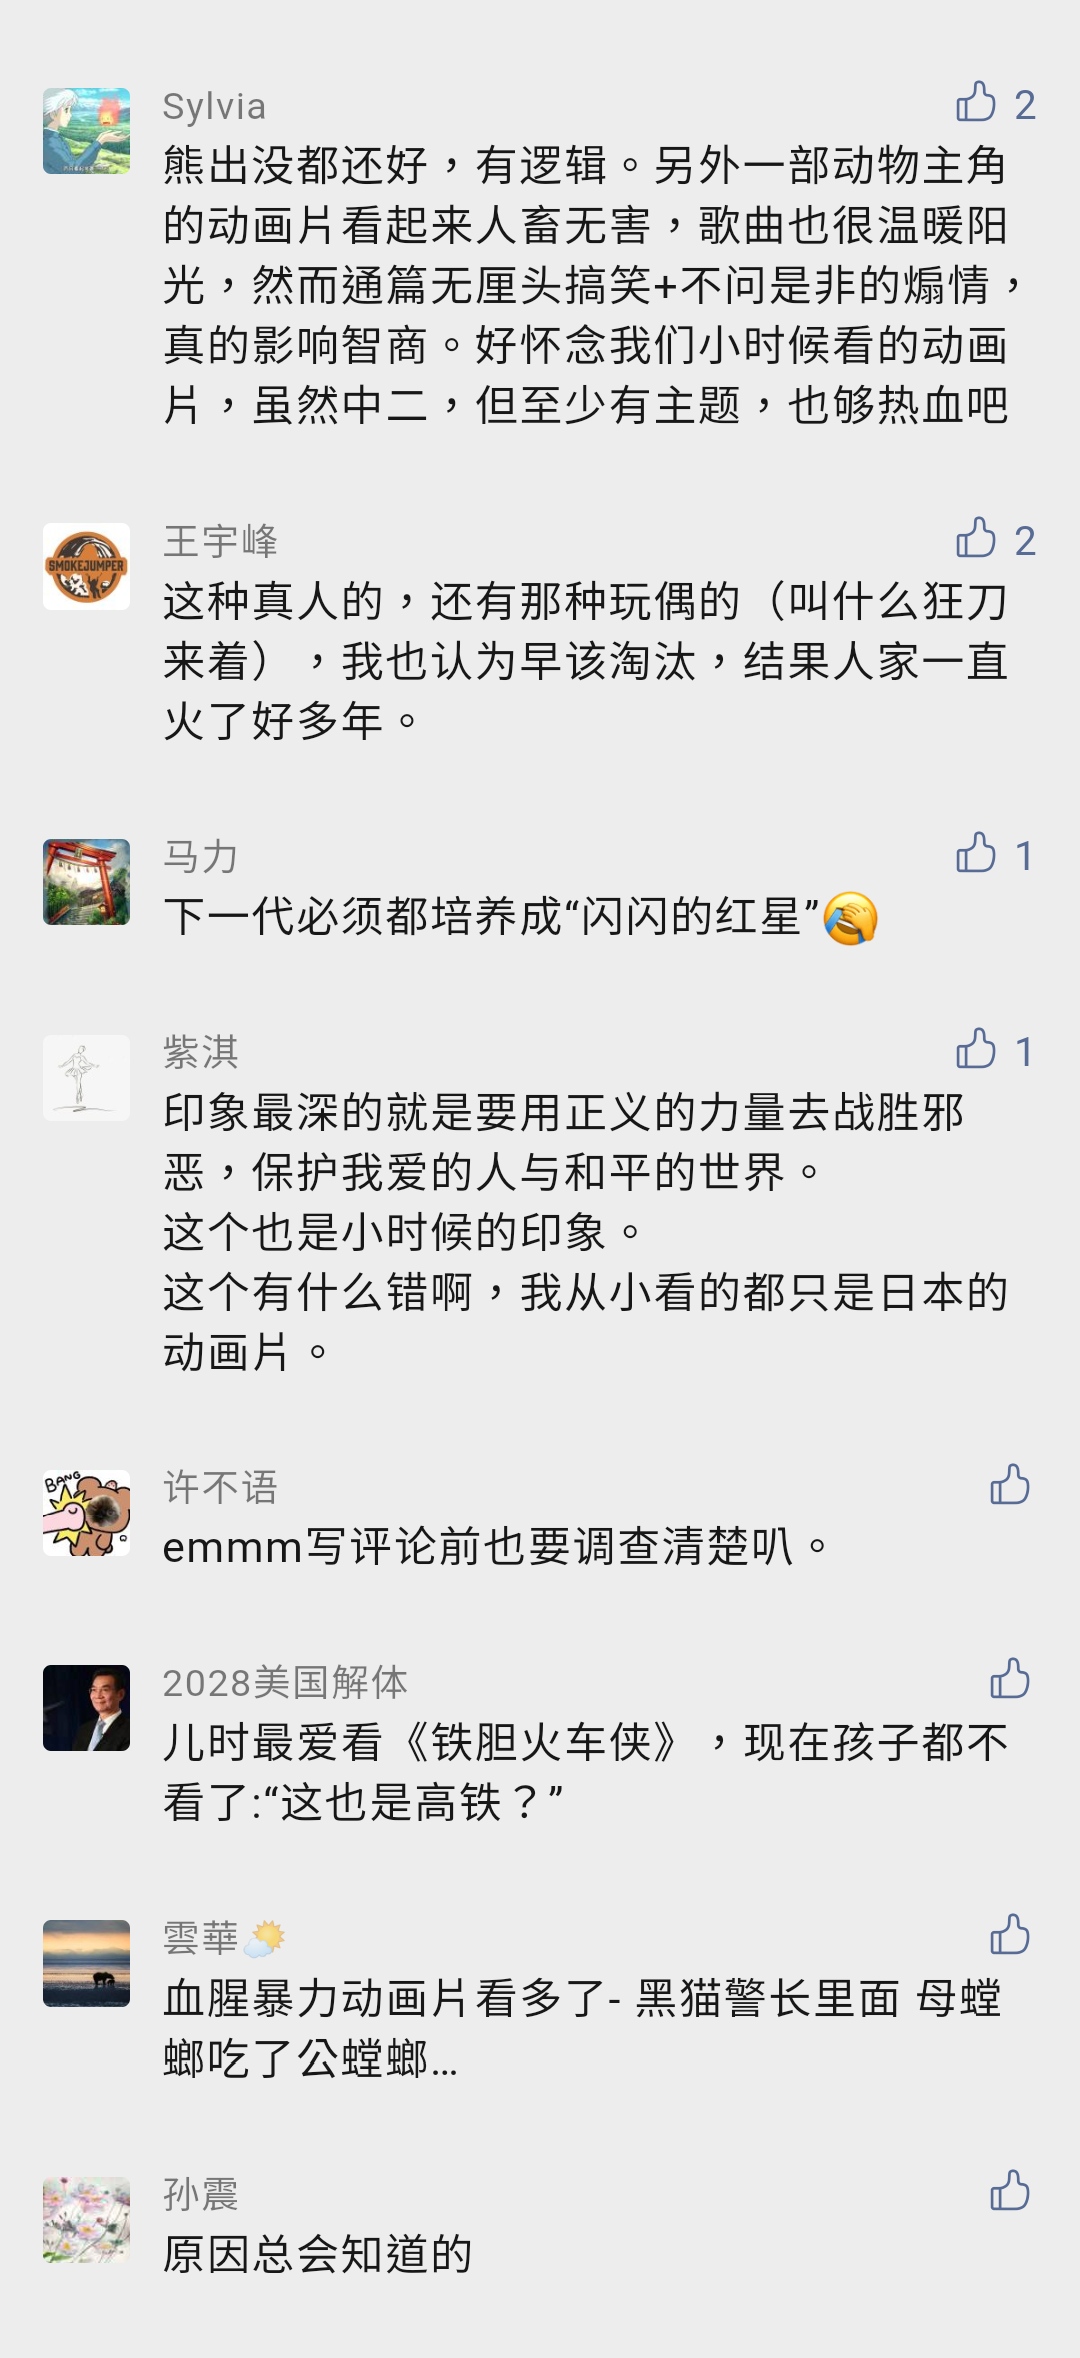 Sylvia
2
熊出没都还好，有逻辑。另外一部动物主角
的动画片看起来人畜无害，歌曲也很温暖阳
光，然而通篇无厘头搞笑+不问是非的煽情，
真的影响智商。好怀念我们小时候看的动画
片，虽然中二，但至少有主题，也够热血吧
SMOKEJUMPER
王宇峰
2
这种真人的，还有那种玩偶的（叫什么狂刀
来着），我也认为早该淘汰，结果人家一直
火了好多年。
马力
1
下一代必须都培养成“闪闪的红星”🤣
紫淇
1
印象最深的就是要用正义的力量去战胜邪
恶，保护我爱的人与和平的世界。
这个也是小时候的印象。
这个有什么错啊，我从小看的都只是日本的
动画片。
BANG
许不语
emmm写评论前也要调查清楚叭。
2028美国解体
儿时最爱看《铁胆火车侠》，现在孩子都不
看了:“这也是高铁？”
雲華🌤
血腥暴力动画片看多了- 黑猫警长里面 母螳
螂吃了公螳螂...
孙震
原因总会知道的